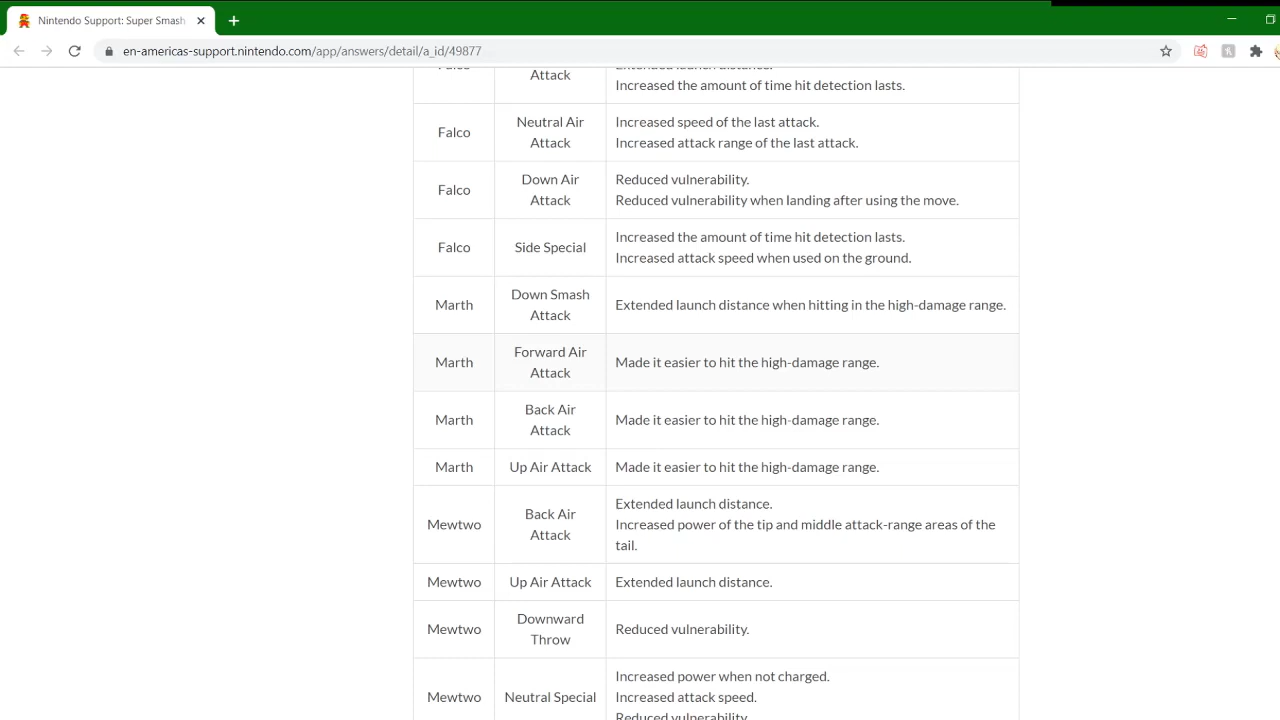 Nintendo Support: Super Smash
en-americas-support.nintendo.com/app/answers/detail/a_id/49877
Falco
Attack
Extended launch distance.
Increased the amount of time hit detection lasts.
Falco
Neutral Air
Attack
Increased speed of the last attack.
Increased attack range of the last attack.
Falco
Down Air
Attack
Reduced vulnerability.
Reduced vulnerability when landing after using the move.
Falco
Side Special
Increased the amount of time hit detection lasts.
Increased attack speed when used on the ground.
Marth
Down Smash
Attack
Extended launch distance when hitting in the high-damage range.
Marth
Forward Air
Attack
Made it easier to hit the high-damage range.
Marth
Back Air
Attack
Made it easier to hit the high-damage range.
Marth
Up Air Attack
Made it easier to hit the high-damage range.
Mewtwo
Back Air
Attack
Extended launch distance.
Increased power of the tip and middle attack-range areas of the
tail.
Mewtwo
Up Air Attack
Extended launch distance.
Mewtwo
Downward
Throw
Reduced vulnerability.
Mewtwo
Neutral Special
Increased power when not charged.
Increased attack speed.
Reduced vulnerability